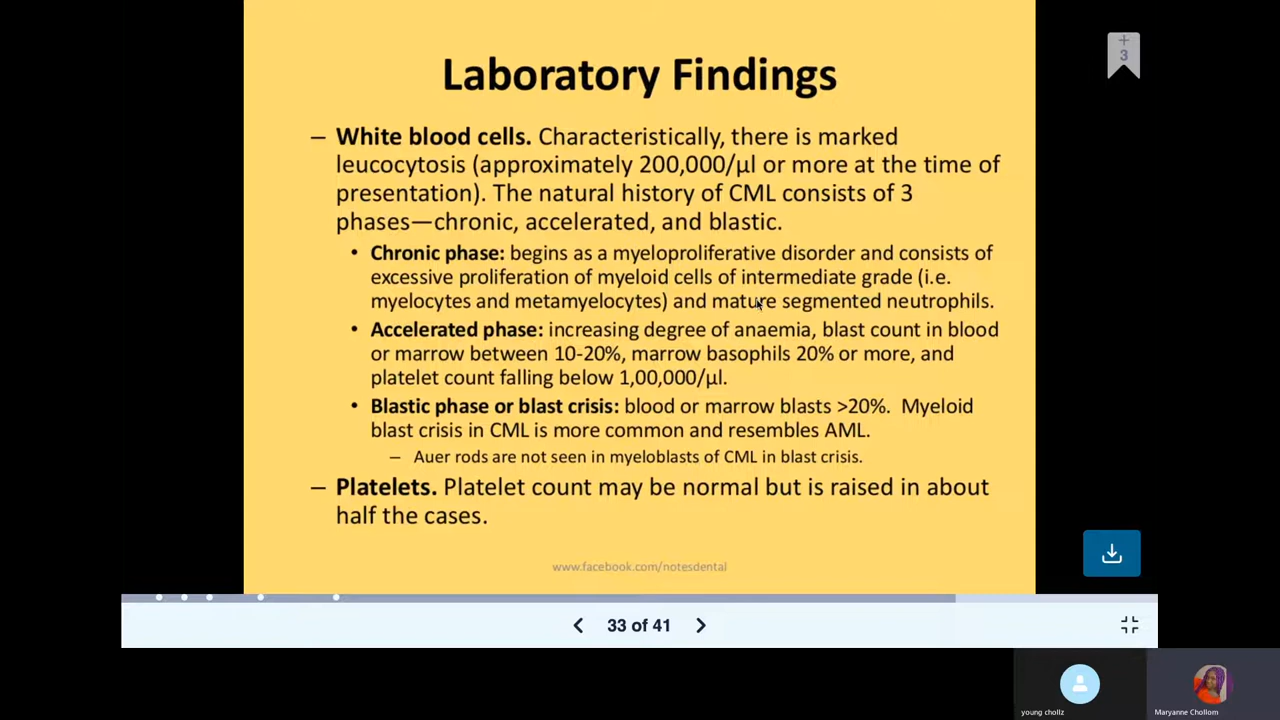 +
3
Laboratory Findings
– White blood cells. Characteristically, there is marked
leucocytosis (approximately 200,000/µl or more at the time of
presentation). The natural history of CML consists of 3
phases—chronic, accelerated, and blastic.
• Chronic phase: begins as a myeloproliferative disorder and consists of
excessive proliferation of myeloid cells of intermediate grade (i.e.
myelocytes and metamyelocytes) and mature segmented neutrophils.
• Accelerated phase: increasing degree of anaemia, blast count in blood
or marrow between 10-20%, marrow basophils 20% or more, and
platelet count falling below 1,00,000/µl.
• Blastic phase or blast crisis: blood or marrow blasts >20%. Myeloid
blast crisis in CML is more common and resembles AML.
– Auer rods are not seen in myeloblasts of CML in blast crisis.
– Platelets. Platelet count may be normal but is raised in about
half the cases.
www.facebook.com/notesdental
33 of 41
young chollz
Maryanne Chollom